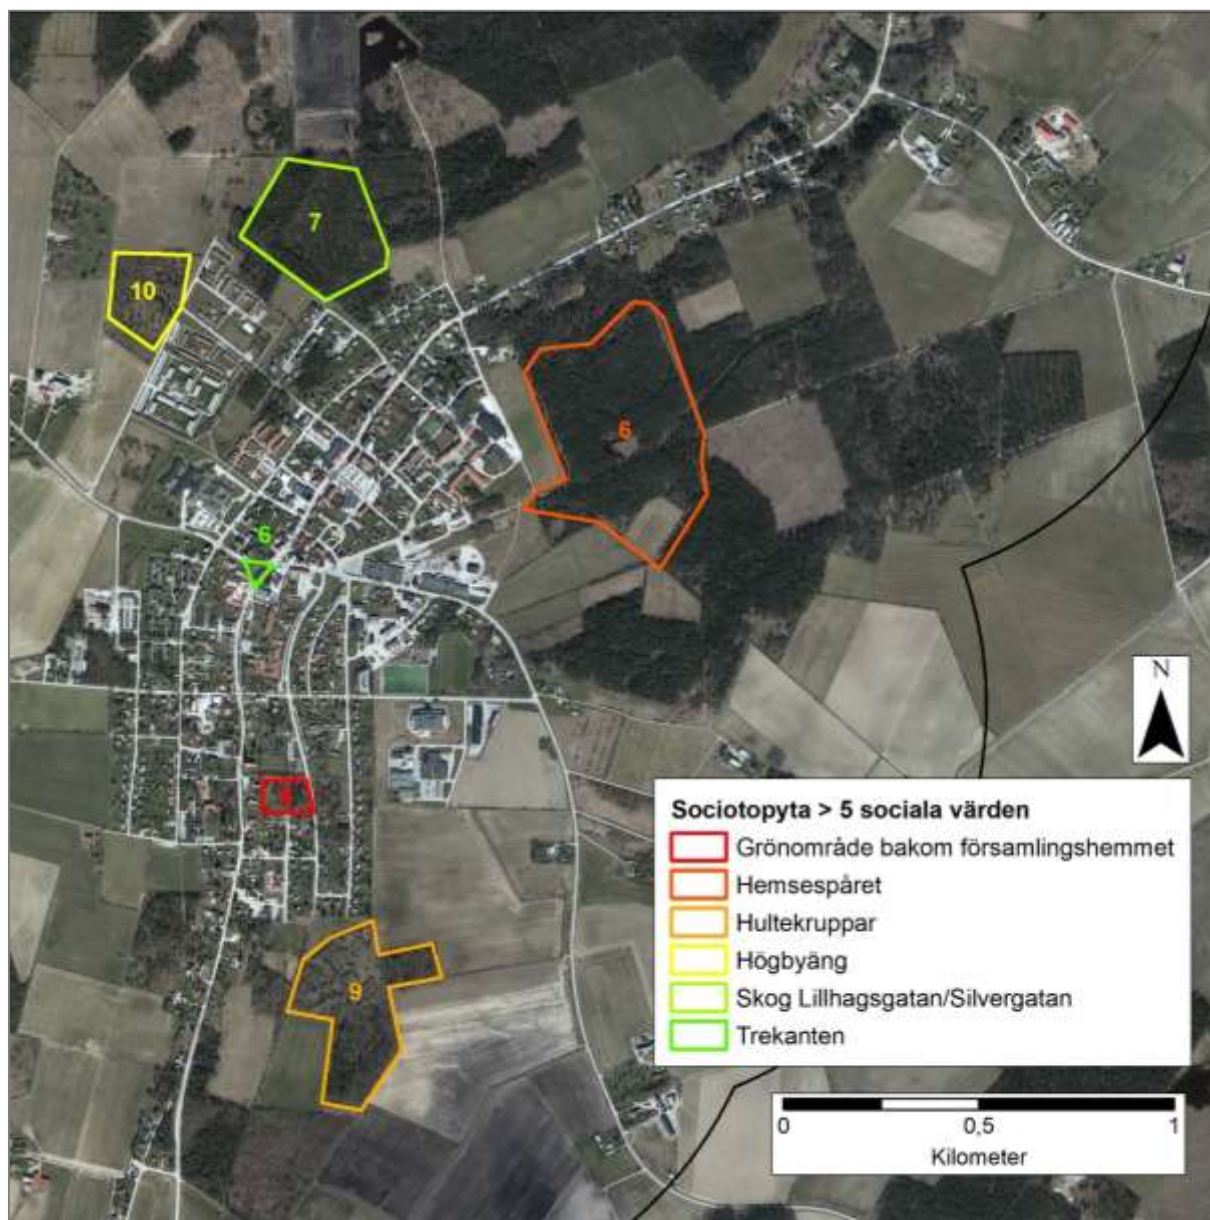 7
10
6
6
9
N
Sociotopyta > 5 sociala värden
Grönområde bakom församlingshemmet
Hemsespåret
Hultekruppar
Högbyäng
Skog Lillhagsgatan/Silvergatan
Trekanten
0
0,5
1
Kilometer